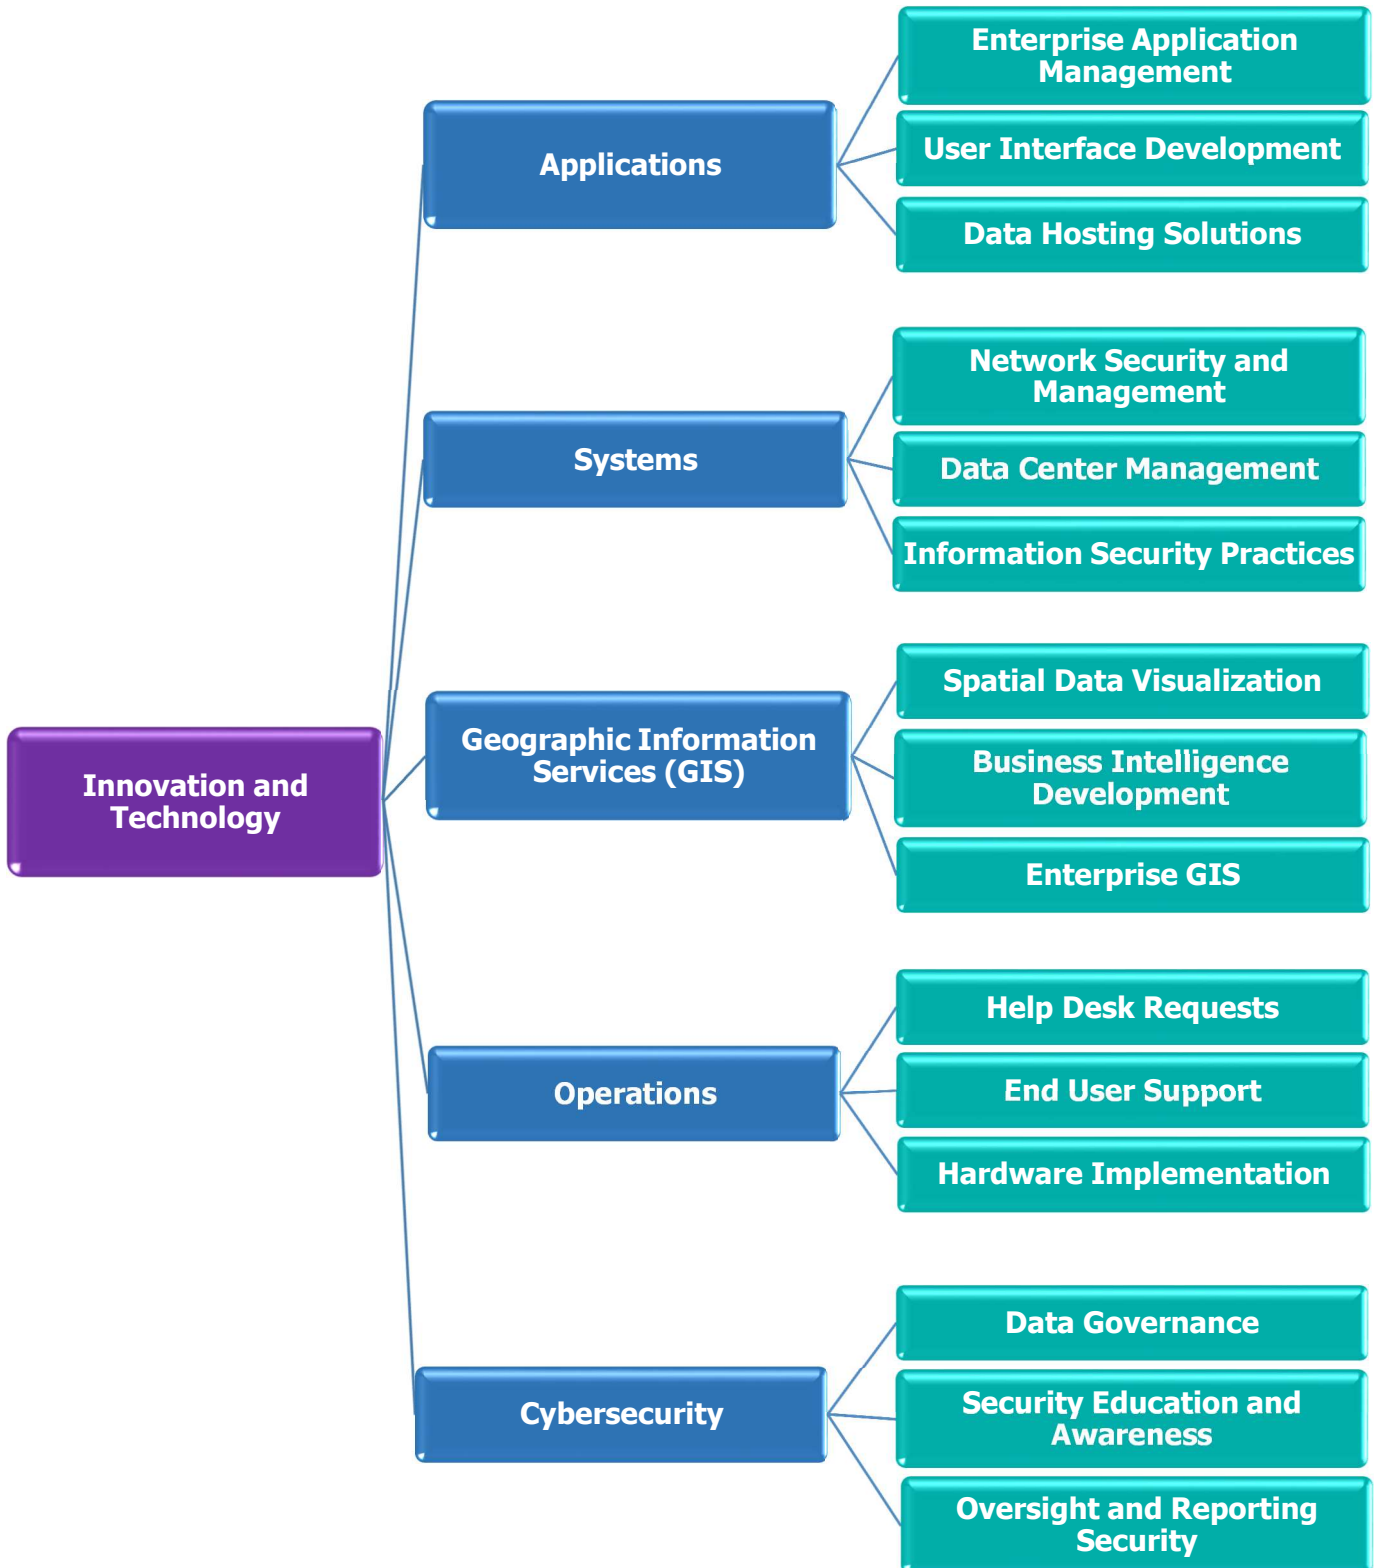 Innovation and
Technology
Applications
Enterprise Application
Management
User Interface Development
Data Hosting Solutions
Systems
Network Security and
Management
Data Center Management
Information Security Practices
Geographic Information
Services (GIS)
Spatial Data Visualization
Business Intelligence
Development
Enterprise GIS
Operations
Help Desk Requests
End User Support
Hardware Implementation
Cybersecurity
Data Governance
Security Education and
Awareness
Oversight and Reporting
Security